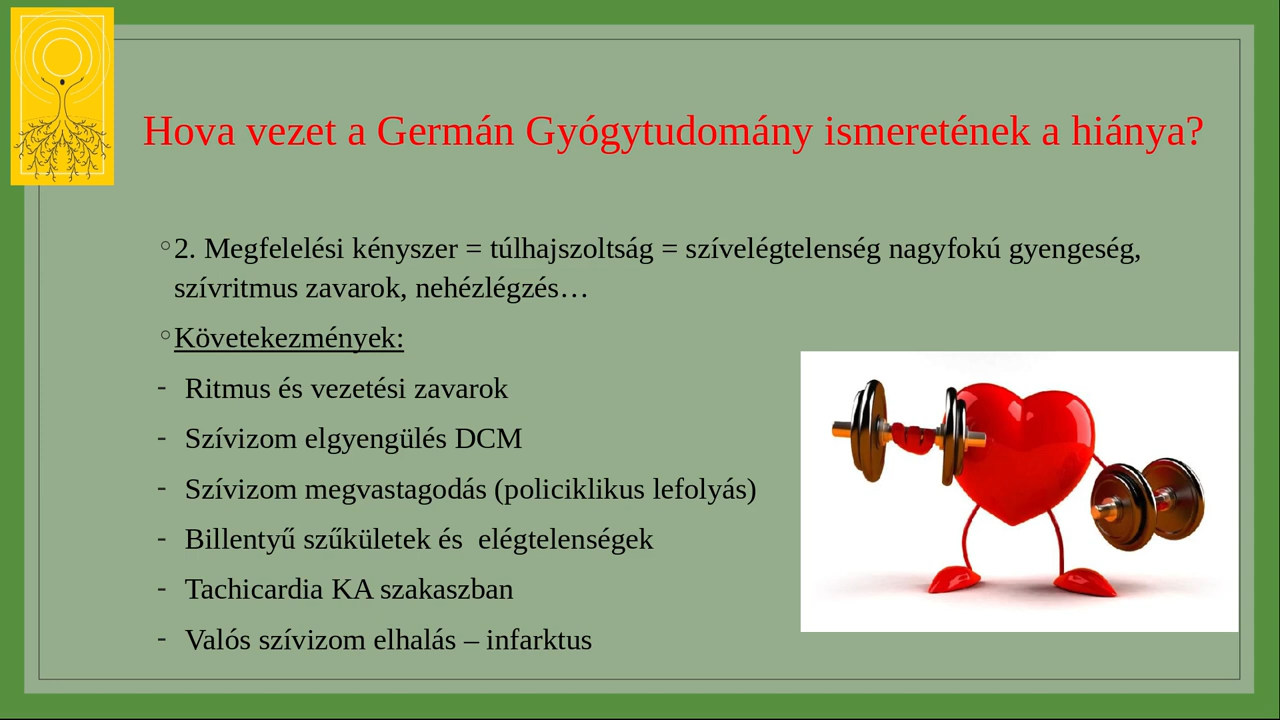 Hova vezet a Germán Gyógytudomány ismeretének a hiánya?
◦2. Megfelelési kényszer = túlhajszoltság = szívelégtelenség nagyfokú gyengeség,
szívritmus zavarok, nehézlégzés…
◦Követekezmények:
- Ritmus és vezetési zavarok
- Szívizom elgyengülés DCM
- Szívizom megvastagodás (policiklikus lefolyás)
- Billentyű szűkületek és  elégtelenségek
- Tachicardia KA szakaszban
- Valós szívizom elhalás – infarktus